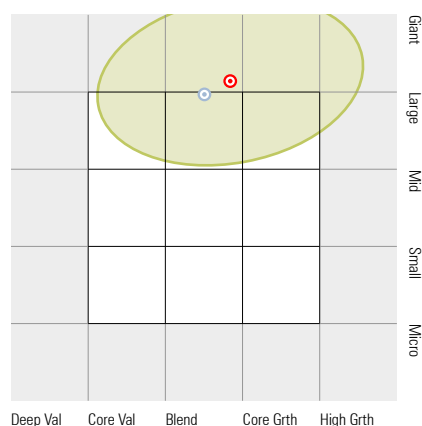 Giant
Large
Mid
Small
Micro
Deep Val Core Val Blend Core Grth High Grth